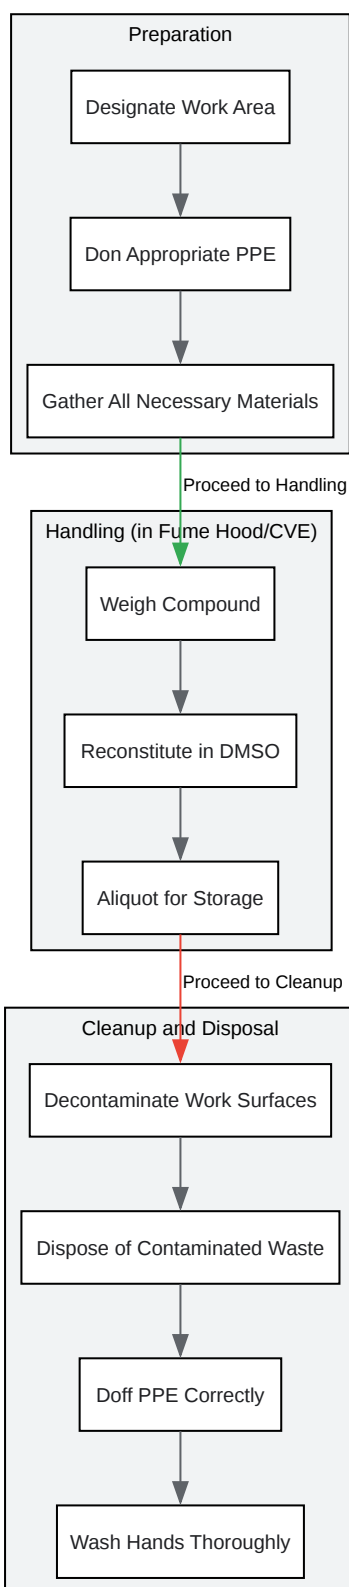 Preparation
Designate Work Area
Don Appropriate PPE
Gather All Necessary Materials
Proceed to Handling
Handling (in Fume Hood/CVE)
Weigh Compound
Reconstitute in DMSO
Aliquot for Storage
Proceed to Cleanup
Cleanup and Disposal
Decontaminate Work Surfaces
Dispose of Contaminated Waste
Doff PPE Correctly
Wash Hands Thoroughly